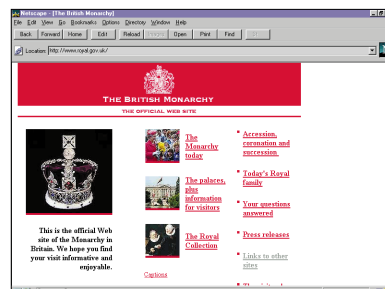 Netscape - [The British Monarchy]
File Edit View Go Bookmarks Options Directory Window Help
Back Forward Home Edit Reload Open Print Find
Location: http://www.royal.gov.uk/
THE BRITISH MONARCHY
THE OFFICIAL WEB SITE
The
Monarchy
today
The palaces,
plus
information
for visitors
The Royal
Collection
Captions
Accession,
coronation and
succession
Today's Royal
family
Your questions
answered
Press releases
Links to other
sites
This is the official Web
site of the Monarchy in
Britain. We hope you find
your visit informative and
enjoyable.